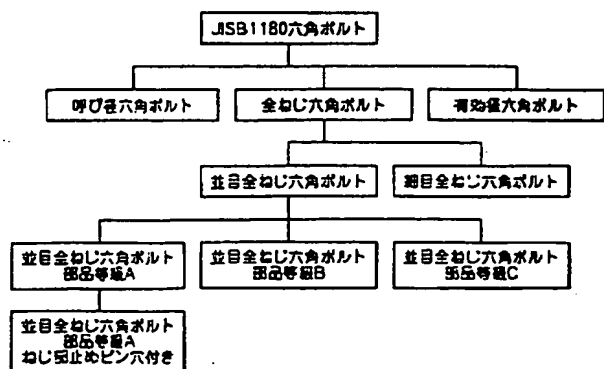 JISB1180六角ボルト
呼び径六角ボルト
全ねじ六角ボルト
有効径六角ボルト
並目全ねじ六角ボルト
細目全ねじ六角ボルト
並目全ねじ六角ボルト
部品等級A
並目全ねじ六角ボルト
部品等級B
並目全ねじ六角ボルト
部品等級C
並目全ねじ六角ボルト
部品等級A
ねじ部止めピン穴付き